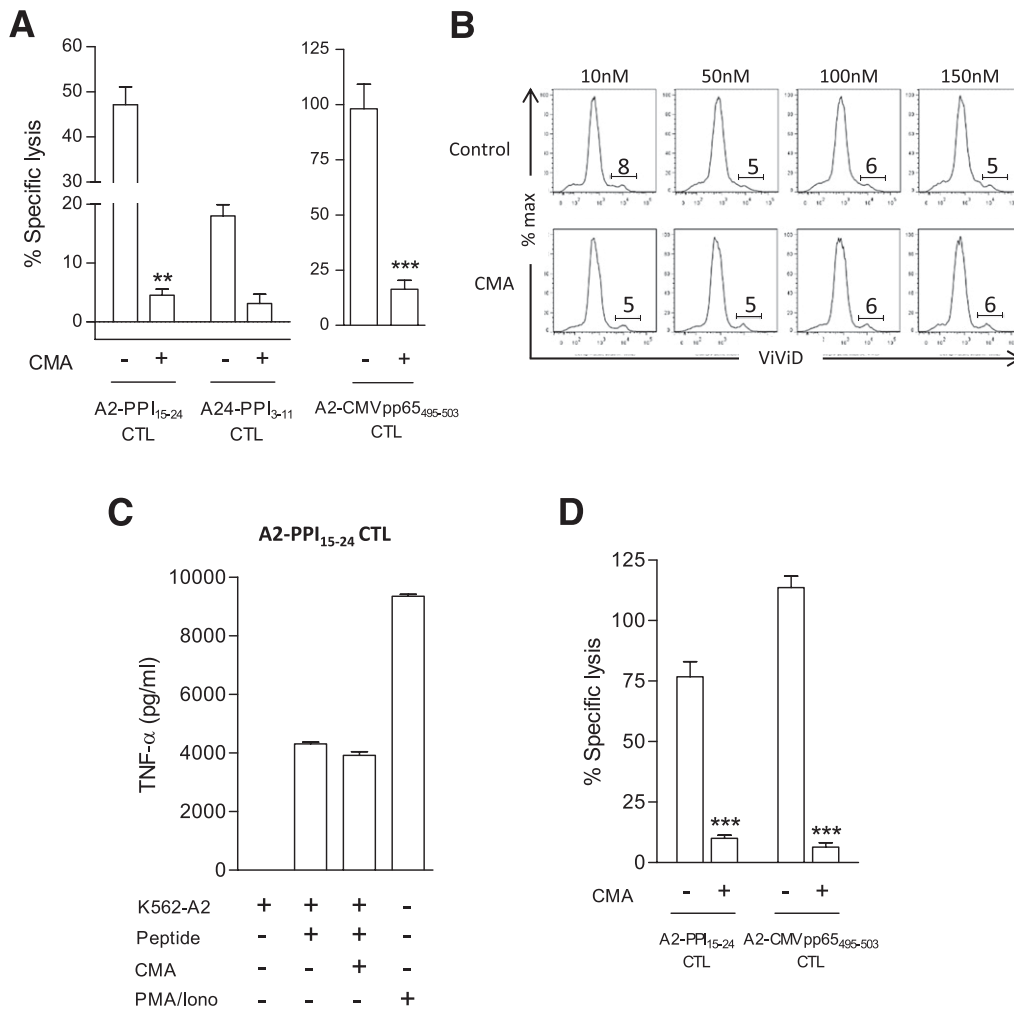 A
60
50
40
30
20
10
0
% Specific lysis
**
125
100
75
50
25
0
***
CMA
- + - + - +
A2-PPI15-24 CTL
A24-PPI3-11 CTL
A2-CMVpp65495-503 CTL
B
10nM 50nM 100nM 150nM
Control
8 5 6 5
% max
CMA
5 5 6 6
ViViD
C
A2-PPI15-24 CTL
10000
8000
6000
4000
2000
0
TNF-α (pg/ml)
K562-A2 + + + -
Peptide - + + -
CMA - - + -
PMA/Iono - - - +
D
125
100
75
50
25
0
% Specific lysis
*** ***
CMA - + - +
A2-PPI15-24 CTL
A2-CMVpp65495-503 CTL